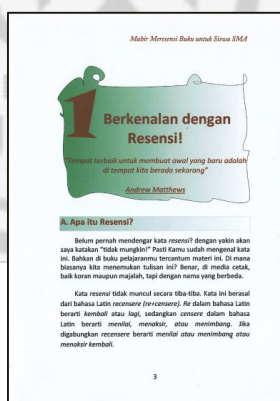 Mahir Meresensi Buku untuk Siswa SMA
1
Berkenalan dengan
Resensi!
"Tempat terbaik untuk membuat awal yang baru adalah
di tempat kita berada sekarang"
Andrew Matthews
A. Apa Itu Resensi?
Belum pernah mendengar kata resensi? dengan yakin akan
saya katakan "tidak mungkin!" Pasti Kamu sudah mengenal kata
ini. Bahkan di buku pelajaranmu tercantum materi ini. Di mana
biasanya kita menemukan tulisan ini? Benar, di media cetak,
baik koran maupun majalah, tapi dengan nama yang berbeda.
Kata resensi tidak muncul secara tiba-tiba. Kata ini berasal
dari bahasa Latin recensere (re+censere). Re dalam bahasa Latin
berarti kembali atau lagi, sedangkan censere dalam bahasa
Latin berarti menilai, menaksir, atau menimbang. Jika
digabungkan recensere berarti menilai atau menimbang atau
menaksir kembali.
3